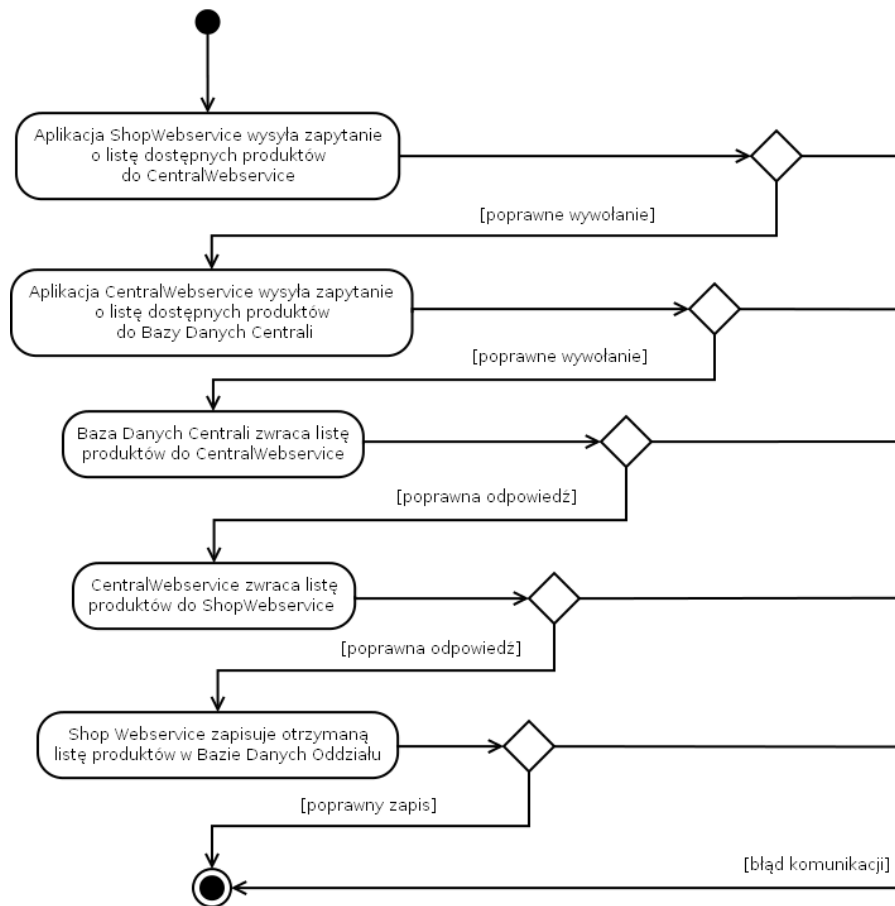 Aplikacja ShopWebservice wysyła zapytanie
o listę dostępnych produktów
do CentralWebservice
[poprawne wywołanie]
Aplikacja CentralWebservice wysyła zapytanie
o listę dostępnych produktów
do Bazy Danych Centrali
[poprawne wywołanie]
Baza Danych Centrali zwraca listę
produktów do CentralWebservice
[poprawna odpowiedź]
CentralWebservice zwraca listę
produktów do ShopWebservice
[poprawna odpowiedź]
Shop Webservice zapisuje otrzymaną
listę produktów w Bazie Danych Oddziału
[poprawny zapis]
[błąd komunikacji]